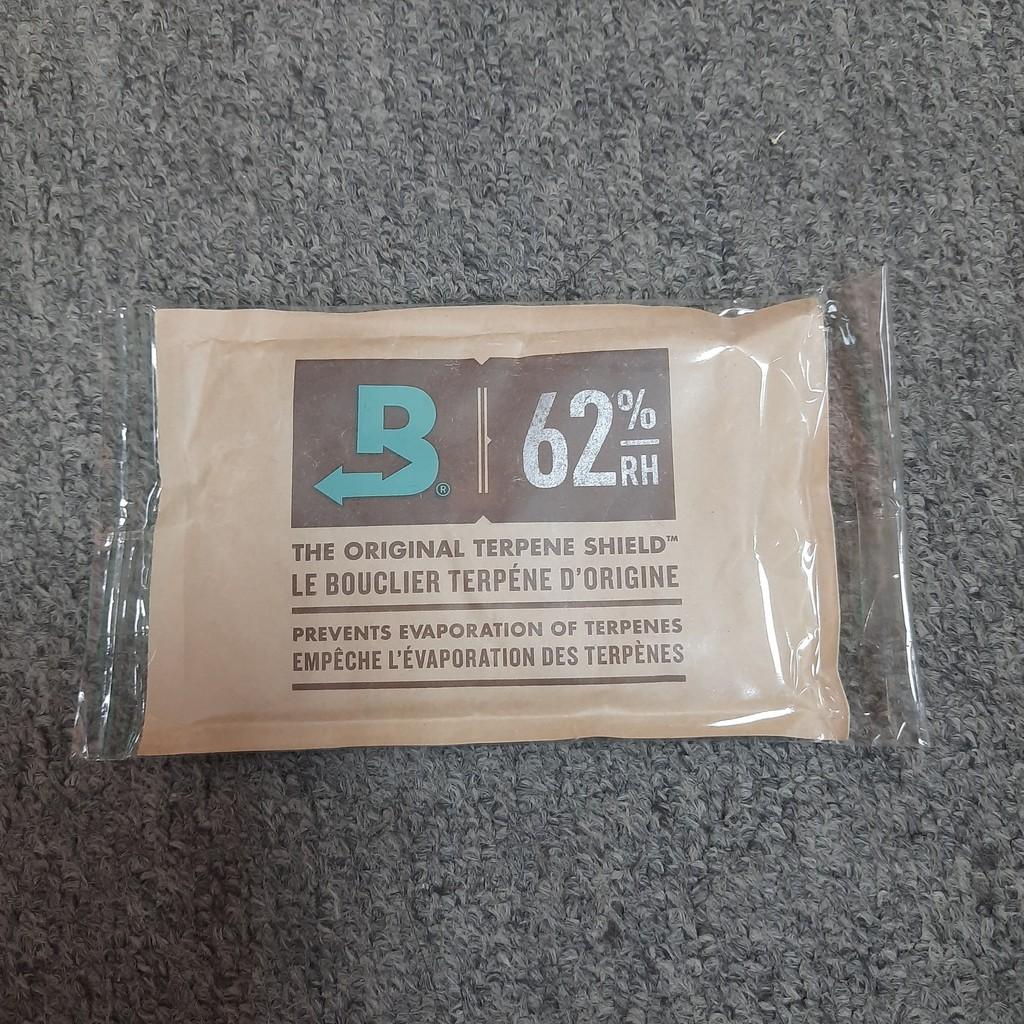 B® 62% RH
THE ORIGINAL TERPENE SHIELD™
LE BOUCLIER TERPÉNE D'ORIGINE
PREVENTS EVAPORATION OF TERPENES
EMPÊCHE L'ÉVAPORATION DES TERPÈNES